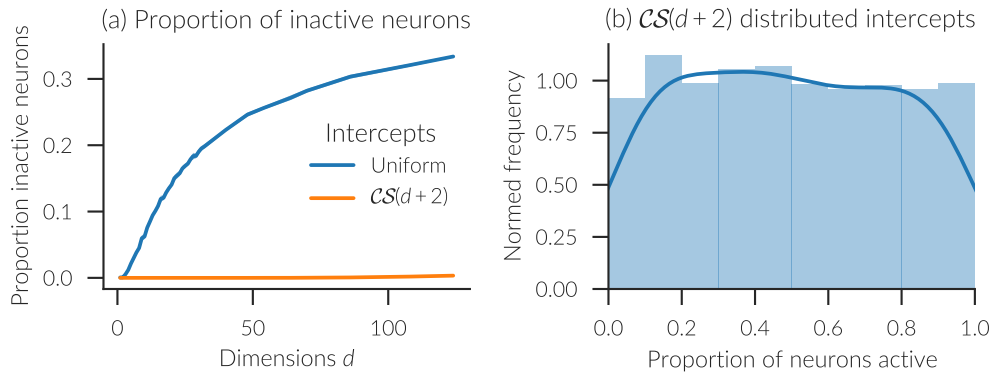 (a) Proportion of inactive neurons
Proportion inactive neurons
0.3
0.2
0.1
0.0
Intercepts
Uniform
𝓒𝓢(d + 2)
0 50 100
Dimensions d
(b) 𝓒𝓢(d + 2) distributed intercepts
Normed frequency
1.00
0.75
0.50
0.25
0.00
0.0 0.2 0.4 0.6 0.8 1.0
Proportion of neurons active